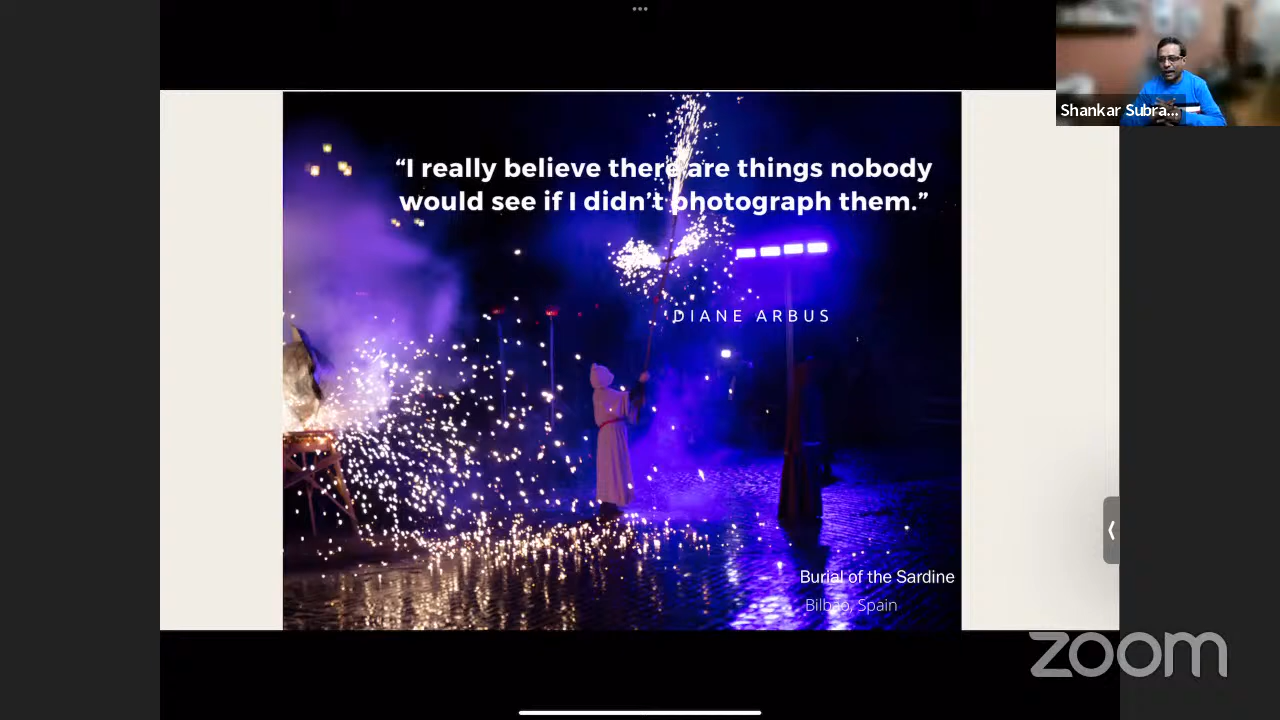 Shankar Subra...
“I really believe there are things nobody
would see if I didn’t photograph them.”
DIANE ARBUS
Burial of the Sardine
Bilbao, Spain
zoom